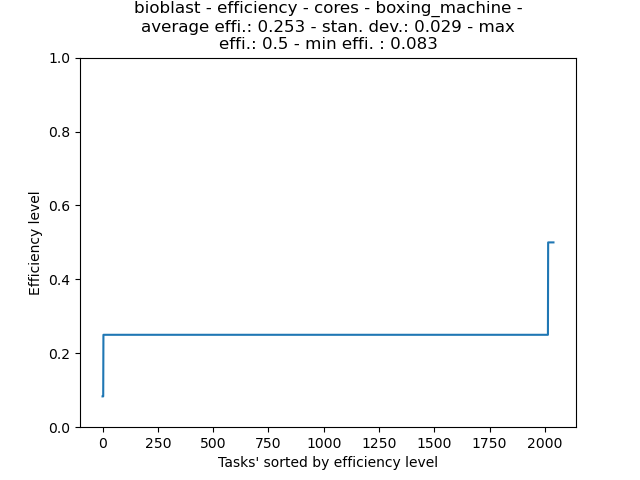 bioblast - efficiency - cores - boxing_machine -
average effi.: 0.253 - stan. dev.: 0.029 - max
effi.: 0.5 - min effi. : 0.083
1.0
0.8
0.6
0.4
0.2
0.0
Efficiency level
0 250 500 750 1000 1250 1500 1750 2000
Tasks' sorted by efficiency level